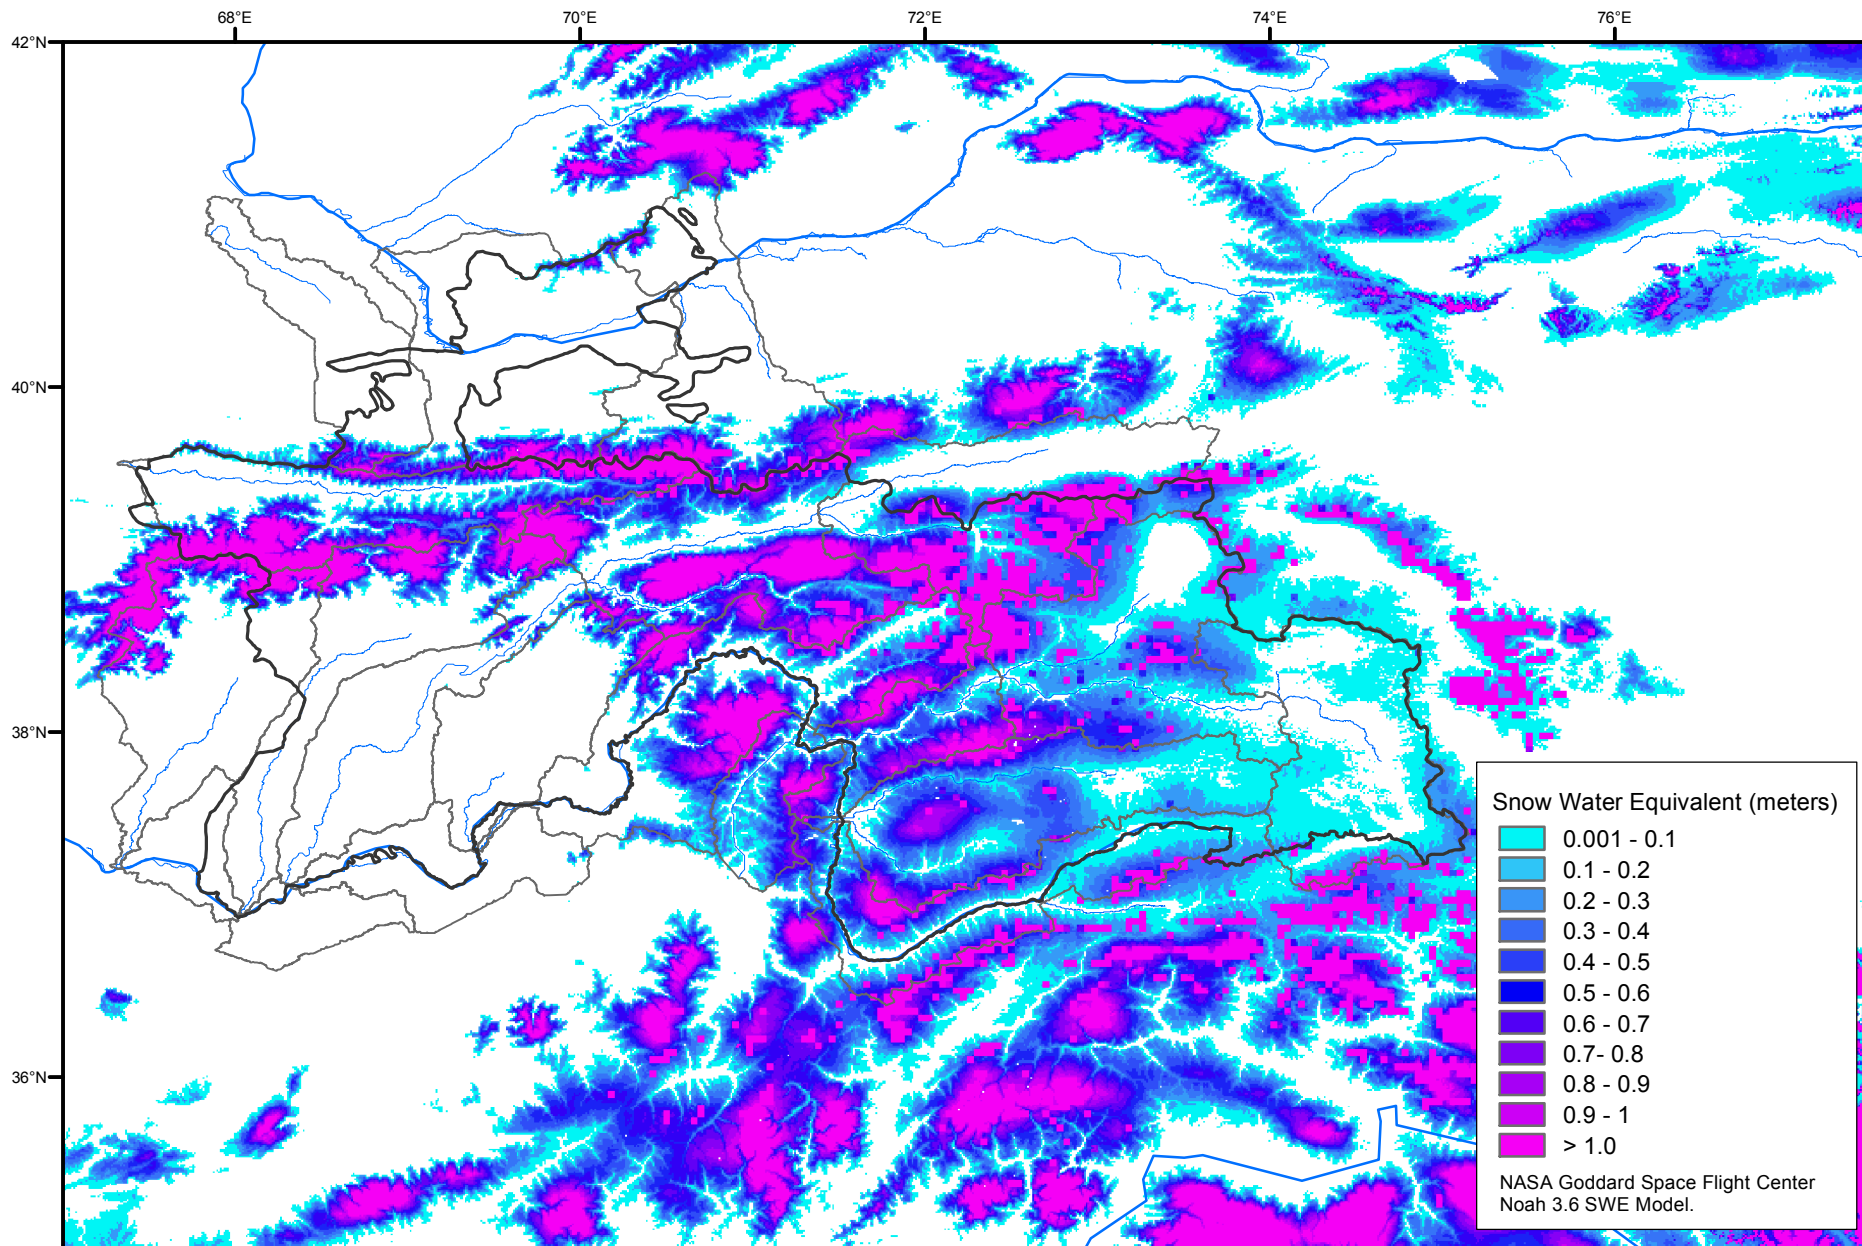 68°E
70°E
72°E
74°E
76°E
42°N
40°N
38°N
36°N
Snow Water Equivalent (meters)
0.001 - 0.1
0.1 - 0.2
0.2 - 0.3
0.3 - 0.4
0.4 - 0.5
0.5 - 0.6
0.6 - 0.7
0.7- 0.8
0.8 - 0.9
0.9 - 1
> 1.0
NASA Goddard Space Flight Center
Noah 3.6 SWE Model.